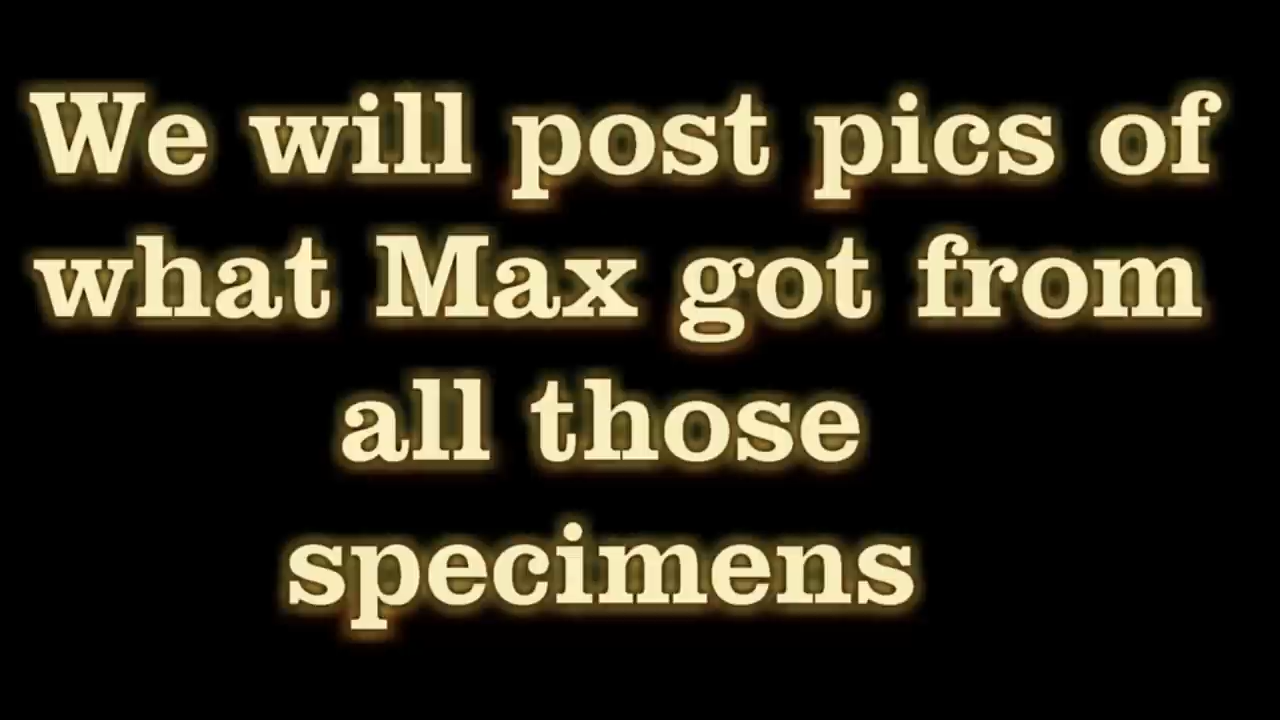 We will post pics of
what Max got from
all those
specimens